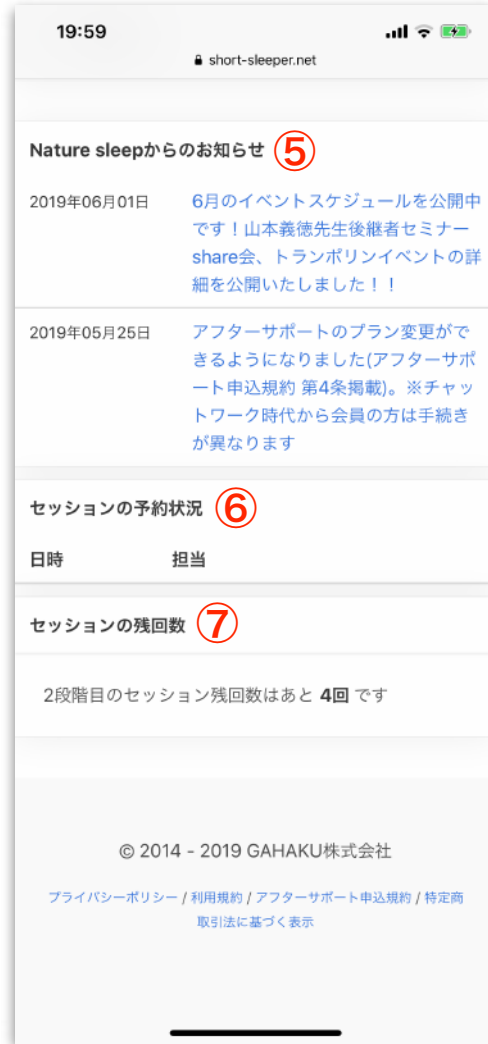 19:59
short-sleeper.net
Nature sleepからのお知らせ ⑤
2019年06月01日
6月のイベントスケジュールを公開中
です！山本義徳先生後継者セミナー
share会、トランポリンイベントの詳
細を公開いたしました！！
2019年05月25日
アフターサポートのプラン変更がで
きるようになりました(アフターサポ
ート申込規約 第4条掲載)。※チャッ
トワーク時代から会員の方は手続き
が異なります
セッションの予約状況 ⑥
日時 担当
セッションの残回数 ⑦
2段階目のセッション残回数はあと 4回 です
© 2014 - 2019 GAHAKU株式会社
プライバシーポリシー / 利用規約 / アフターサポート申込規約 / 特定商
取引法に基づく表示